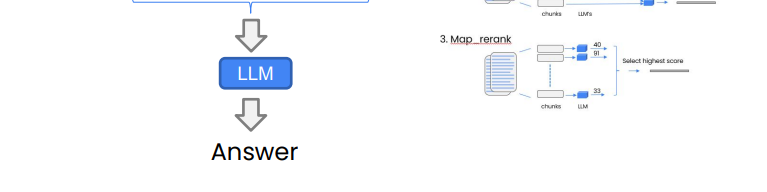 LLM
Answer
chunks LLM's
3. Map_rerank
40
91
Select highest score
33
chunks LLM